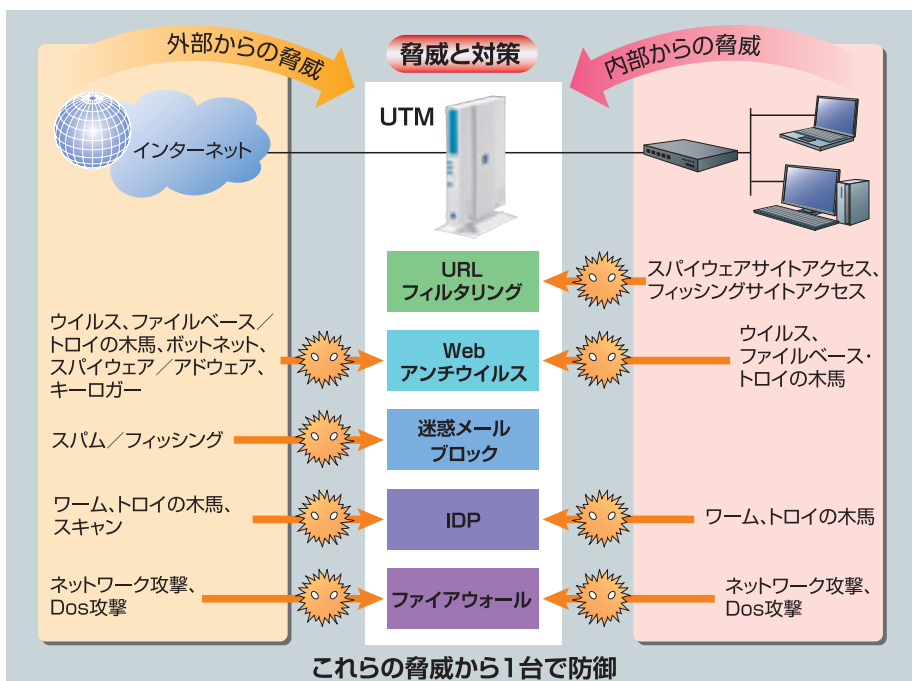 外部からの脅威
脅威と対策
内部からの脅威
UTM
インターネット
URL
フィルタリング
スパイウェアサイトアクセス、
フィッシングサイトアクセス
ウイルス、ファイルベース／
トロイの木馬、ボットネット、
スパイウェア／アドウェア、
キーロガー
Web
アンチウイルス
ウイルス、
ファイルベース・
トロイの木馬
スパム／フィッシング
迷惑メール
ブロック
ワーム、トロイの木馬、
スキャン
IDP
ワーム、トロイの木馬
ネットワーク攻撃、
Dos攻撃
ファイアウォール
ネットワーク攻撃、
Dos攻撃
これらの脅威から1台で防御